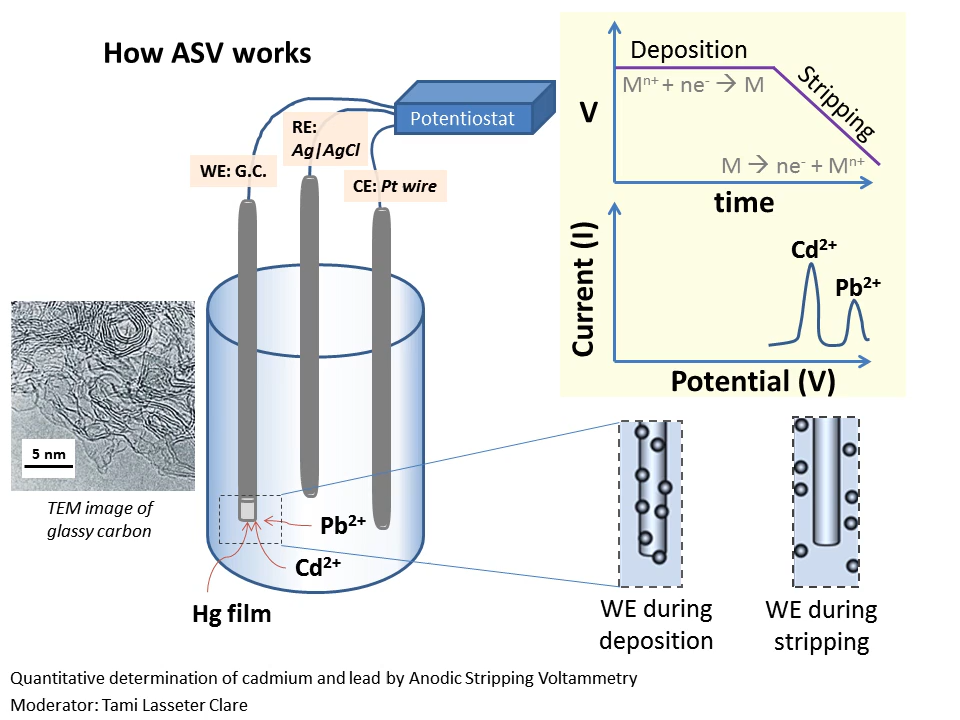 How ASV works
Potentiostat
RE:
Ag|AgCl
WE: G.C.
CE: Pt wire
Deposition
Mⁿ⁺ + ne⁻ → M
Stripping
V
M → ne⁻ + Mⁿ⁺
time
Current (I)
Cd²⁺
Pb²⁺
Potential (V)
5 nm
TEM image of
glassy carbon
Pb²⁺
Cd²⁺
Hg film
WE during
deposition
WE during
stripping
Quantitative determination of cadmium and lead by Anodic Stripping Voltammetry
Moderator: Tami Lasseter Clare